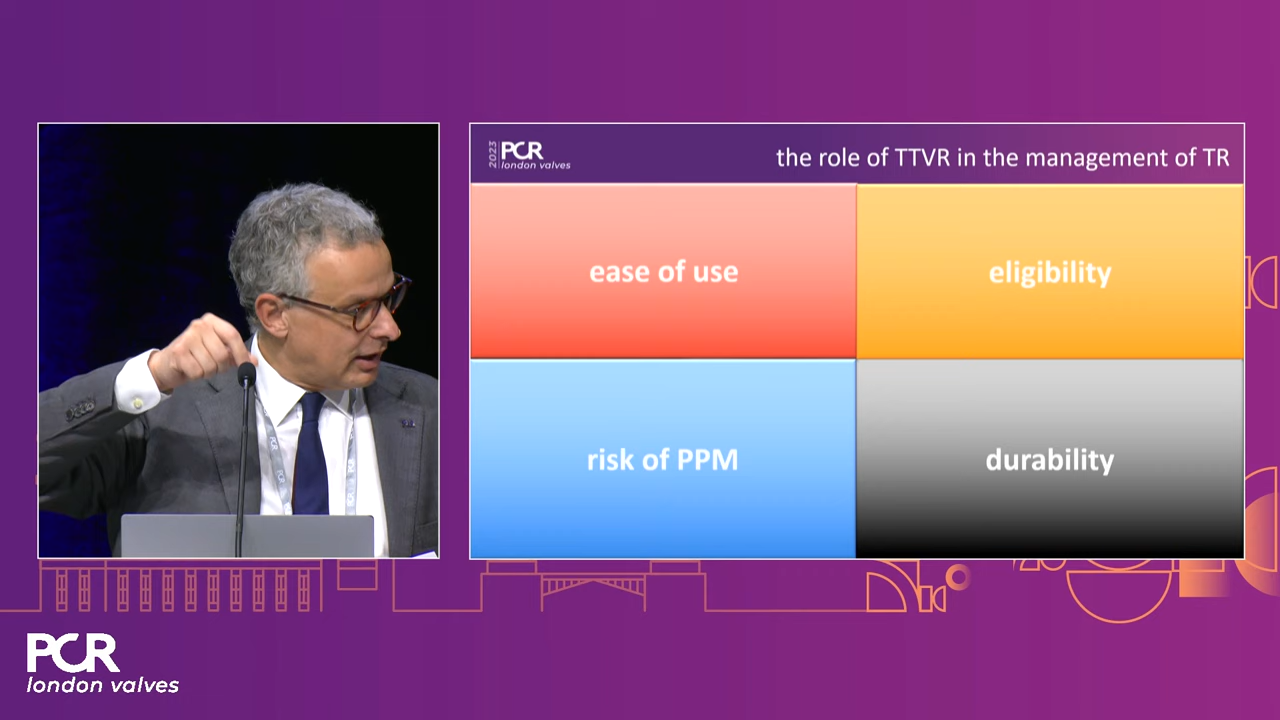 2023
PCR
london valves
the role of TTVR in the management of TR
ease of use
eligibility
risk of PPM
durability
PCR
london valves